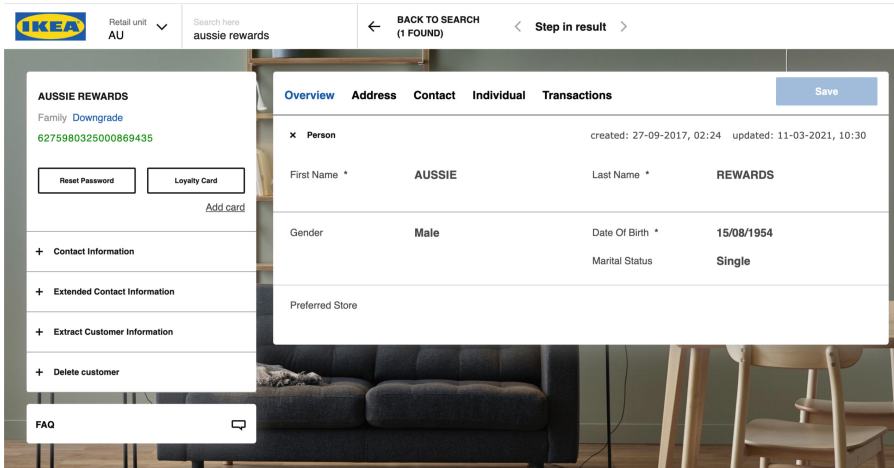 IKEA
Retail unit
AU
Search here
aussie rewards
BACK TO SEARCH
(1 FOUND)
Step in result
AUSSIE REWARDS
Family Downgrade
6275980325000869435
Reset Password
Loyalty Card
Add card
+ Contact Information
+ Extended Contact Information
+ Extract Customer Information
+ Delete customer
FAQ
Overview Address Contact Individual Transactions
Save
× Person
created: 27-09-2017, 02:24 updated: 11-03-2021, 10:30
First Name * AUSSIE Last Name * REWARDS
Gender Male Date Of Birth * 15/08/1954
Marital Status Single
Preferred Store